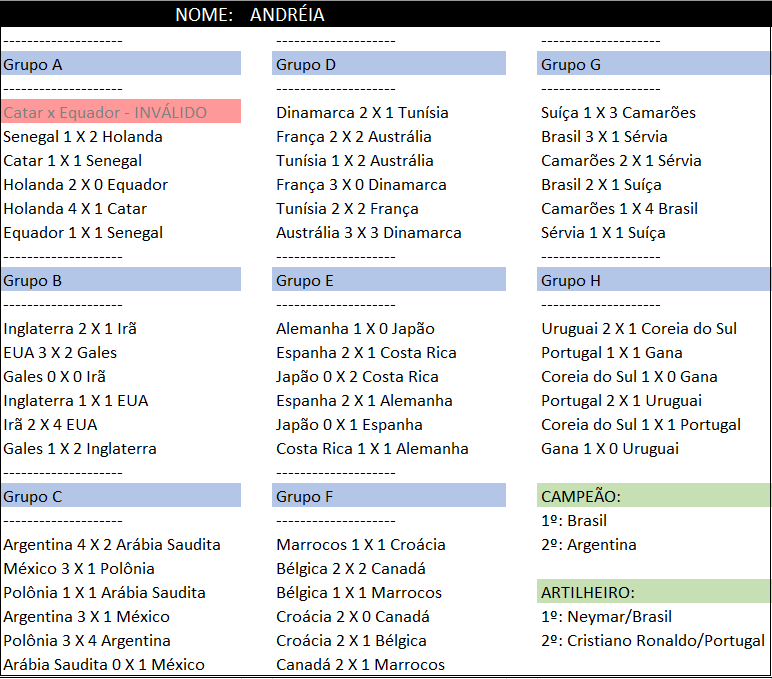 NOME: ANDRÉIA
--------------------
Grupo A
--------------------
Catar x Equador - INVÁLIDO
Senegal 1 X 2 Holanda
Catar 1 X 1 Senegal
Holanda 2 X 0 Equador
Holanda 4 X 1 Catar
Equador 1 X 1 Senegal
--------------------
Grupo B
--------------------
Inglaterra 2 X 1 Irã
EUA 3 X 2 Gales
Gales 0 X 0 Irã
Inglaterra 1 X 1 EUA
Irã 2 X 4 EUA
Gales 1 X 2 Inglaterra
--------------------
Grupo C
--------------------
Argentina 4 X 2 Arábia Saudita
México 3 X 1 Polônia
Polônia 1 X 1 Arábia Saudita
Argentina 3 X 1 México
Polônia 3 X 4 Argentina
Arábia Saudita 0 X 1 México
--------------------
Grupo D
--------------------
Dinamarca 2 X 1 Tunísia
França 2 X 2 Austrália
Tunísia 1 X 2 Austrália
França 3 X 0 Dinamarca
Tunísia 2 X 2 França
Austrália 3 X 3 Dinamarca
--------------------
Grupo E
--------------------
Alemanha 1 X 0 Japão
Espanha 2 X 1 Costa Rica
Japão 0 X 2 Costa Rica
Espanha 2 X 1 Alemanha
Japão 0 X 1 Espanha
Costa Rica 1 X 1 Alemanha
--------------------
Grupo F
--------------------
Marrocos 1 X 1 Croácia
Bélgica 2 X 2 Canadá
Bélgica 1 X 1 Marrocos
Croácia 2 X 0 Canadá
Croácia 2 X 1 Bélgica
Canadá 2 X 1 Marrocos
--------------------
Grupo G
--------------------
Suíça 1 X 3 Camarões
Brasil 3 X 1 Sérvia
Camarões 2 X 1 Sérvia
Brasil 2 X 1 Suíça
Camarões 1 X 4 Brasil
Sérvia 1 X 1 Suíça
--------------------
Grupo H
--------------------
Uruguai 2 X 1 Coreia do Sul
Portugal 1 X 1 Gana
Coreia do Sul 1 X 0 Gana
Portugal 2 X 1 Uruguai
Coreia do Sul 1 X 1 Portugal
Gana 1 X 0 Uruguai
CAMPEÃO:
1º: Brasil
2º: Argentina
ARTILHEIRO:
1º: Neymar/Brasil
2º: Cristiano Ronaldo/Portugal